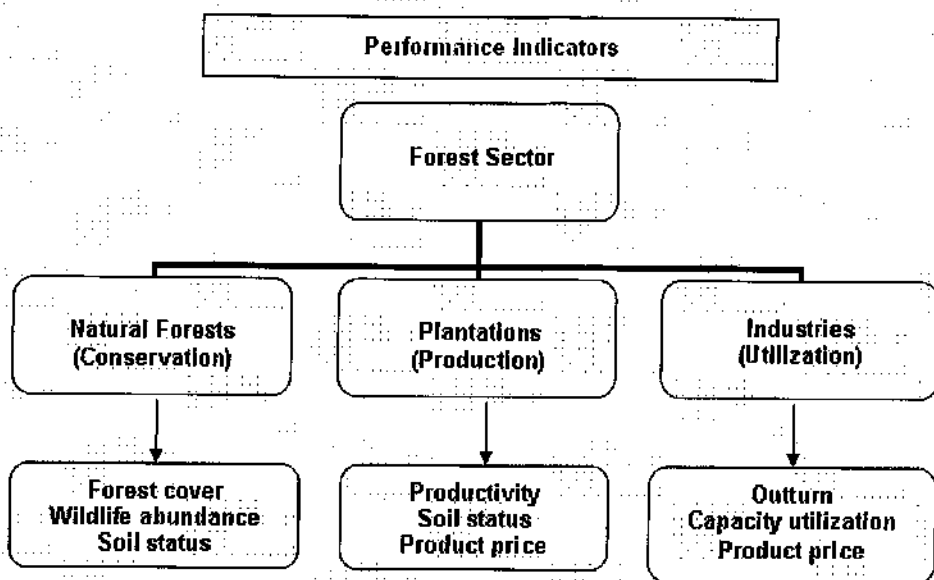 Performance Indicators
Forest Sector
Natural Forests
(Conservation)
Plantations
(Production)
Industries
(Utilization)
Forest cover
Wildlife abundance
Soil status
Productivity
Soil status
Product price
Outturn
Capacity utilization
Product price